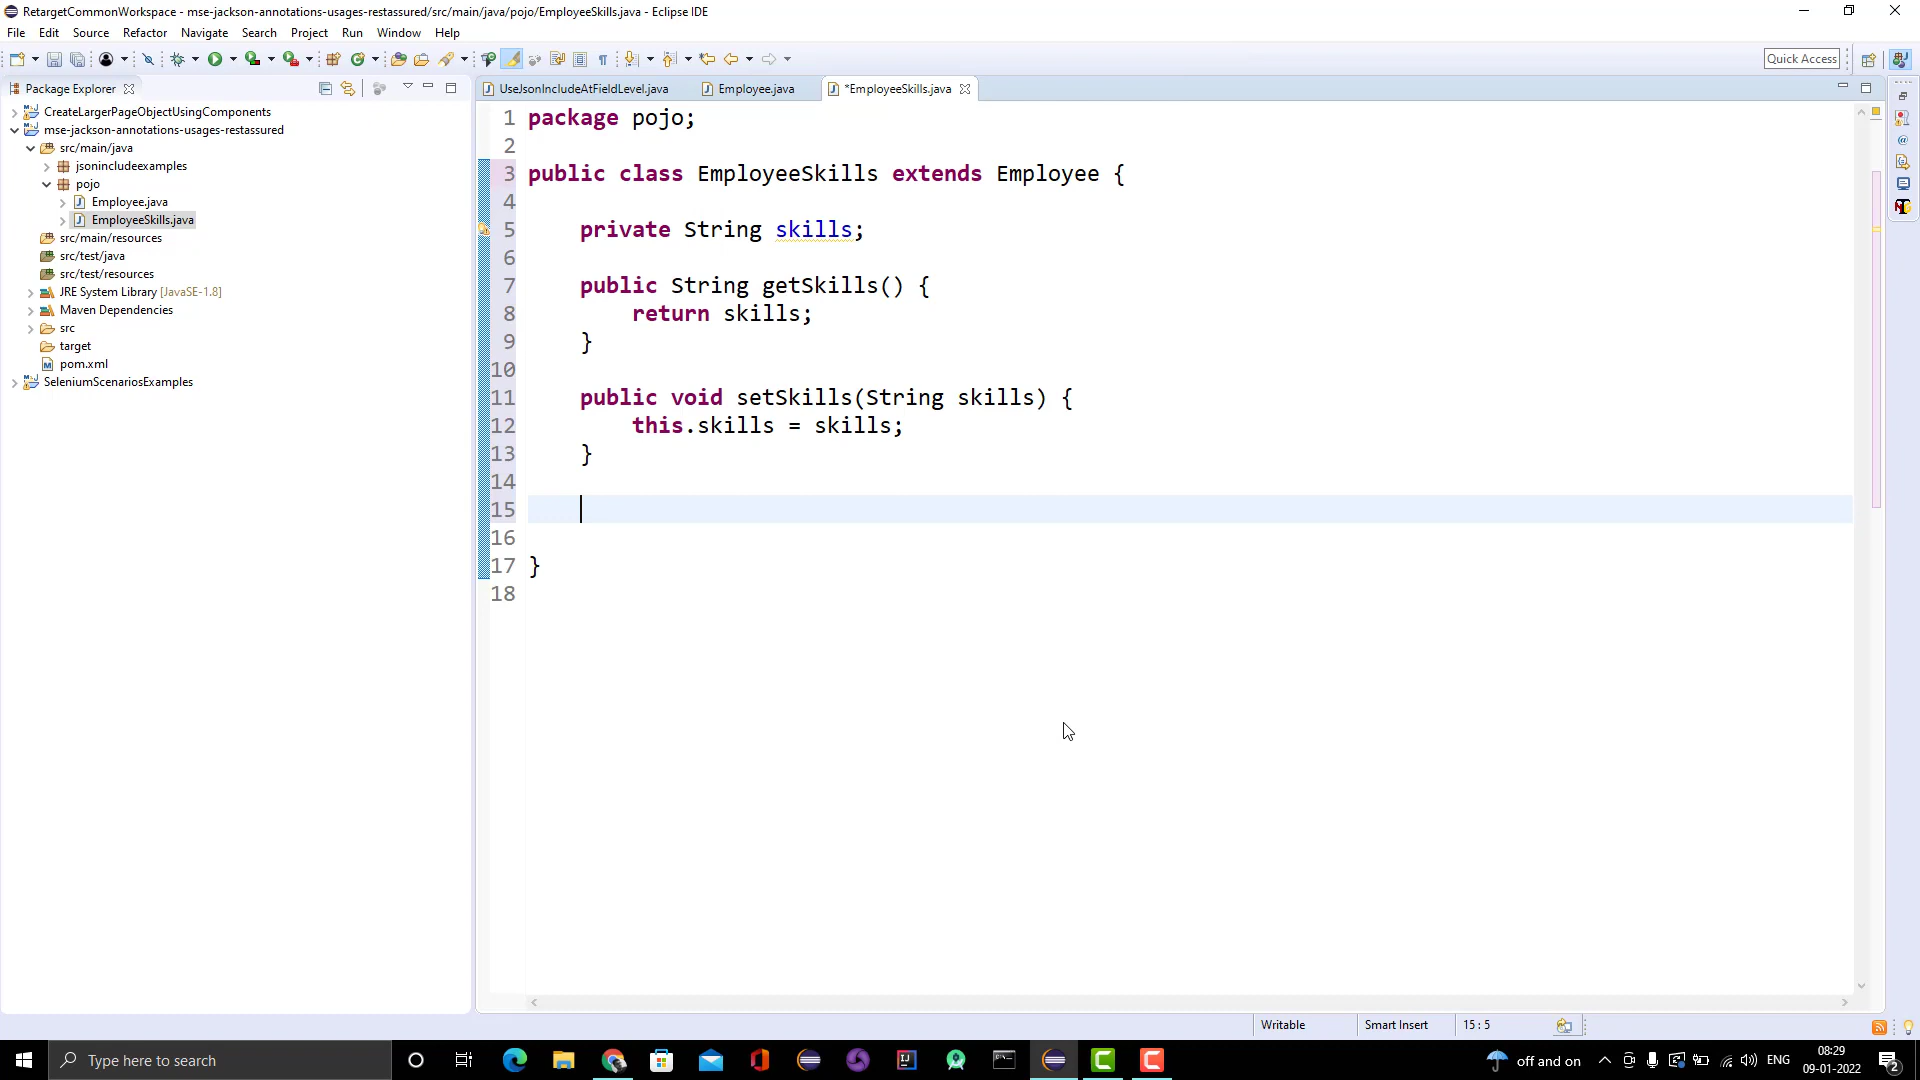 RetargetCommonWorkspace - mse-jackson-annotations-usages-restassured/src/main/java/pojo/EmployeeSkills.java - Eclipse IDE
File Edit Source Refactor Navigate Search Project Run Window Help
Quick Access
Package Explorer
CreateLargerPageObjectUsingComponents
mse-jackson-annotations-usages-restassured
src/main/java
jsonincludeexamples
pojo
Employee.java
EmployeeSkills.java
src/main/resources
src/test/java
src/test/resources
JRE System Library [JavaSE-1.8]
Maven Dependencies
src
target
pom.xml
SeleniumScenariosExamples
UseJsonIncludeAtFieldLevel.java Employee.java *EmployeeSkills.java
1 package pojo;
2
3 public class EmployeeSkills extends Employee {
4
5 private String skills;
6
7 public String getSkills() {
8 return skills;
9 }
10
11 public void setSkills(String skills) {
12 this.skills = skills;
13 }
14
15
16
17 }
18
Writable Smart Insert 15 : 5
Type here to search
off and on
ENG
08:29
09-01-2022
2